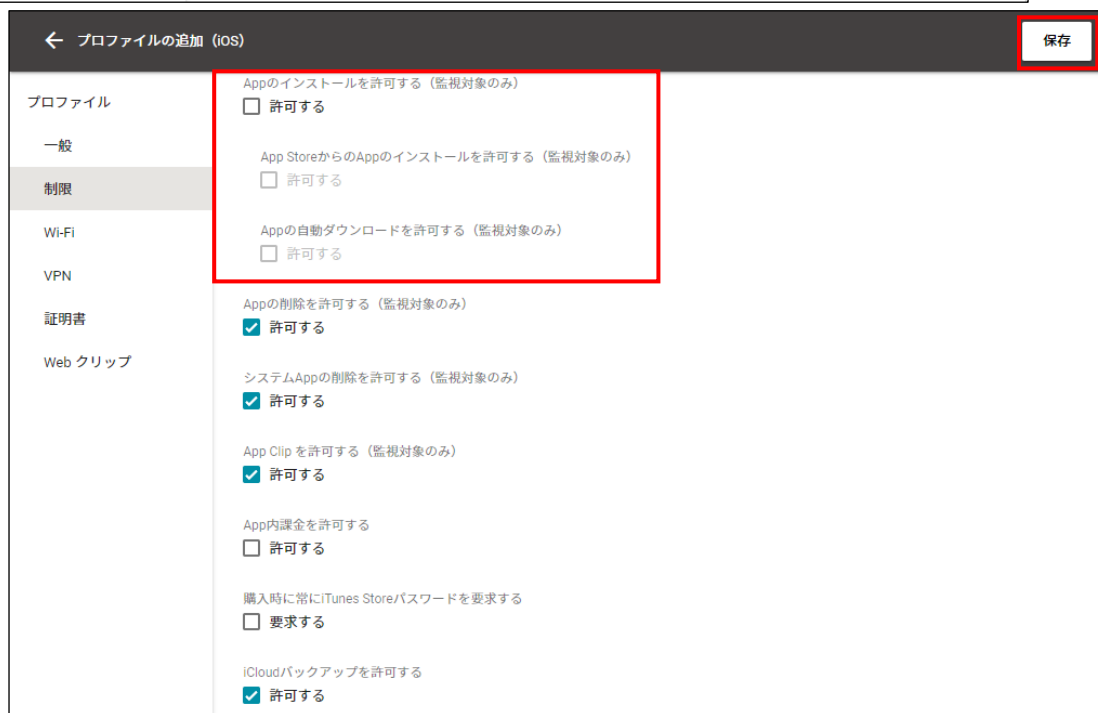 プロファイルの追加（iOS）
保存
プロファイル
一般
制限
Wi-Fi
VPN
証明書
Web クリップ
Appのインストールを許可する（監視対象のみ）
許可する
App StoreからのAppのインストールを許可する（監視対象のみ）
許可する
Appの自動ダウンロードを許可する（監視対象のみ）
許可する
Appの削除を許可する（監視対象のみ）
許可する
システムAppの削除を許可する（監視対象のみ）
許可する
App Clip を許可する（監視対象のみ）
許可する
App内課金を許可する
許可する
購入時に常にiTunes Storeパスワードを要求する
要求する
iCloudバックアップを許可する
許可する